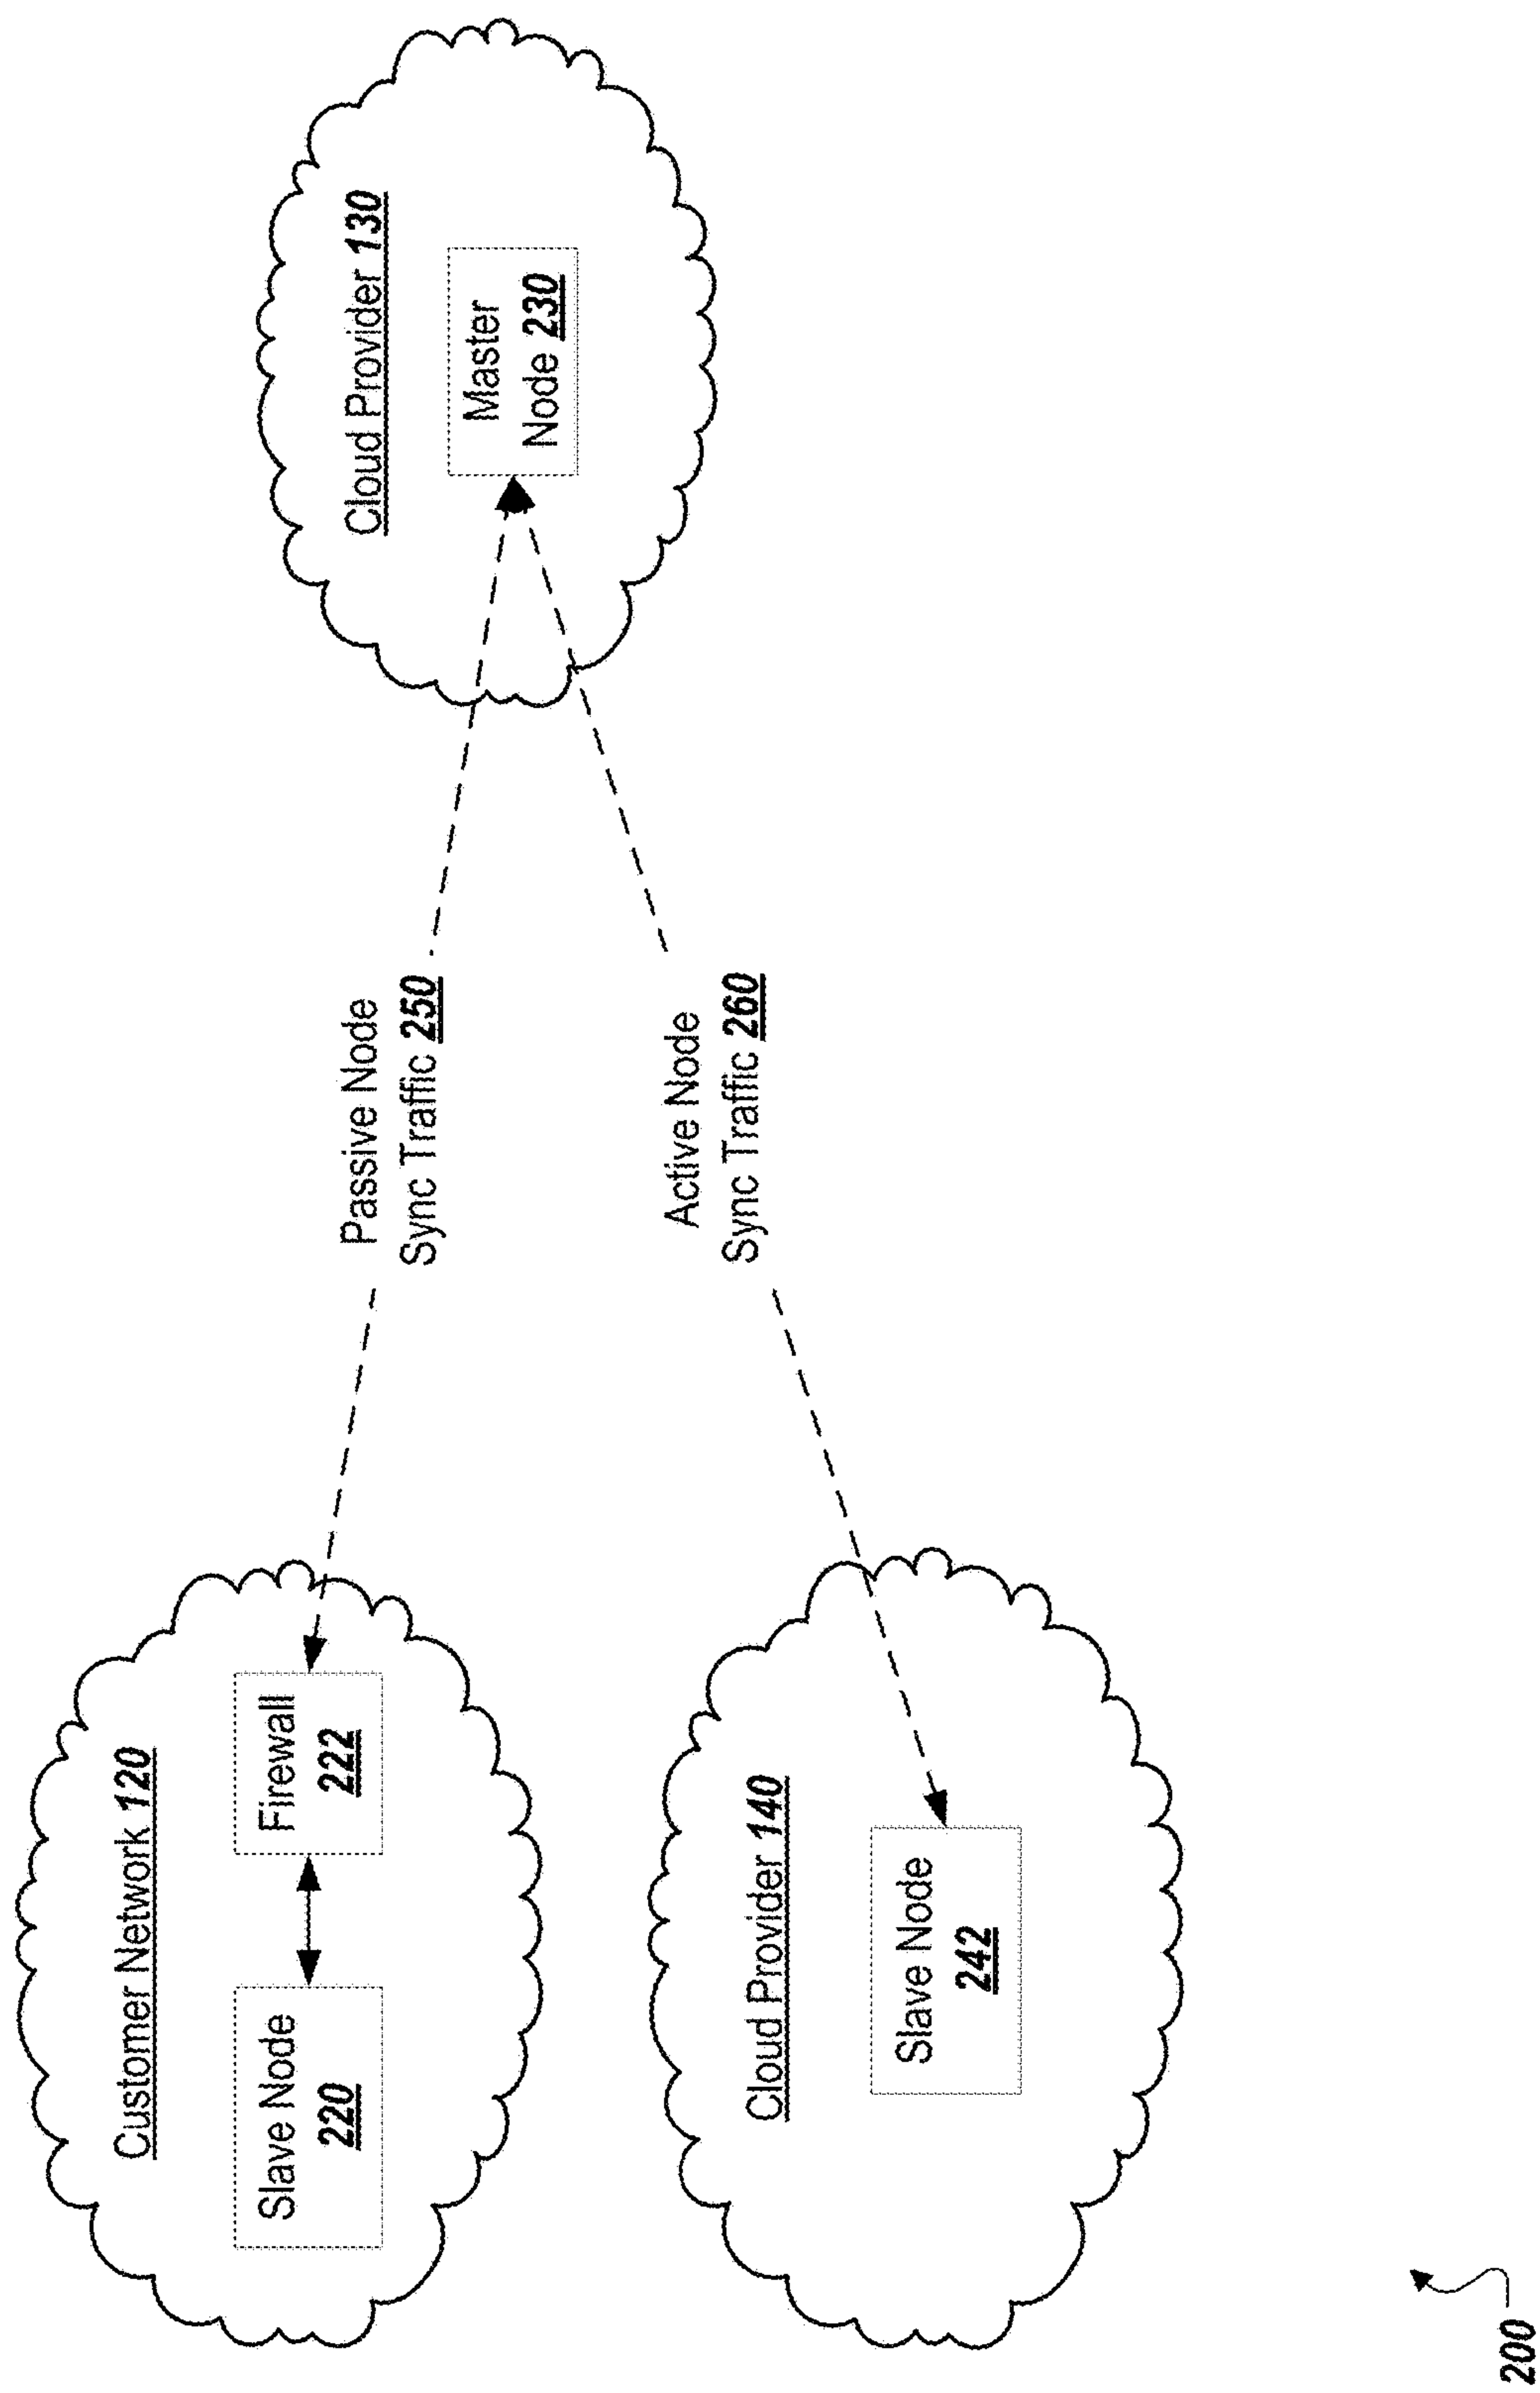 Customer Network 120
Slave Node
220
Firewall
222
Passive Node
Sync Traffic 250
Cloud Provider 130
Master
Node 230
Active Node
Sync Traffic 260
Cloud Provider 140
Slave Node
242
200